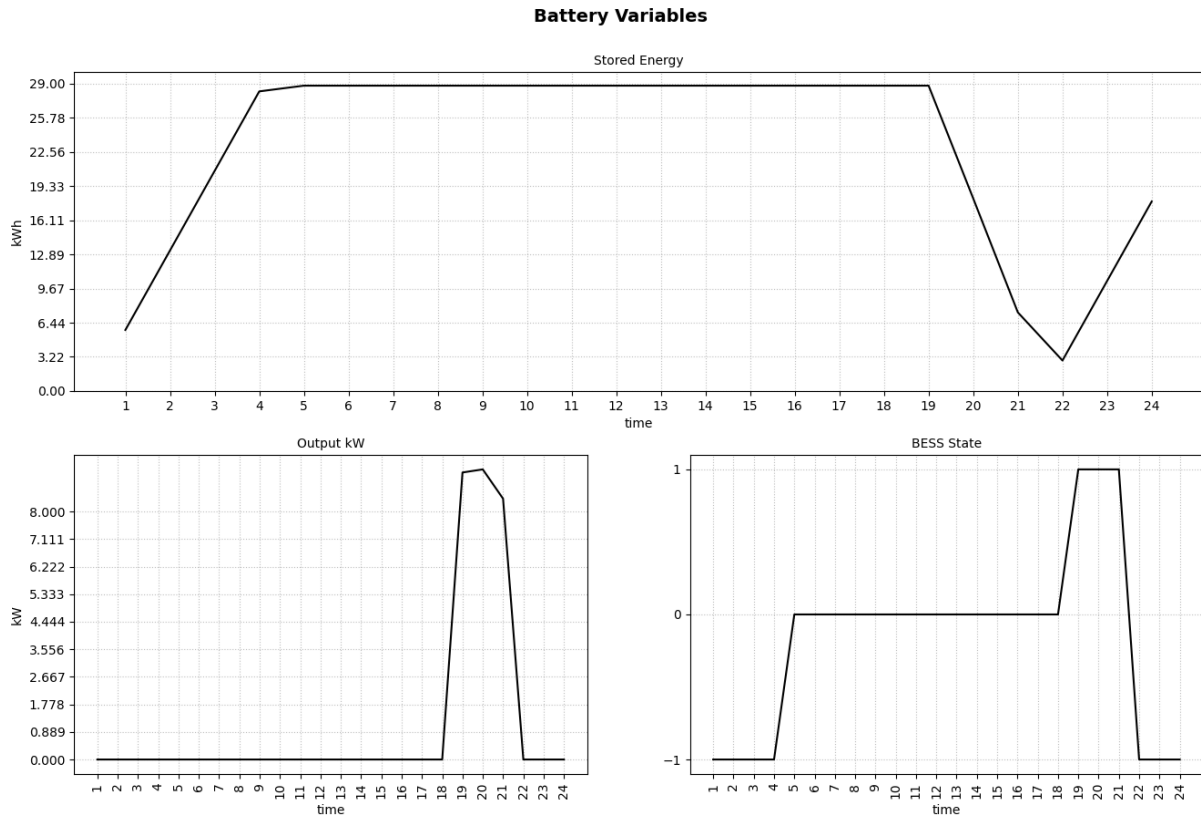 Battery Variables
Stored Energy
29.00
25.78
22.56
19.33
16.11
12.89
9.67
6.44
3.22
0.00
kWh
1 2 3 4 5 6 7 8 9 10 11 12 13 14 15 16 17 18 19 20 21 22 23 24
time
Output kW
8.000
7.111
6.222
5.333
4.444
3.556
2.667
1.778
0.889
0.000
kW
1 2 3 4 5 6 7 8 9 10 11 12 13 14 15 16 17 18 19 20 21 22 23 24
time
BESS State
1
0
−1
1 2 3 4 5 6 7 8 9 10 11 12 13 14 15 16 17 18 19 20 21 22 23 24
time